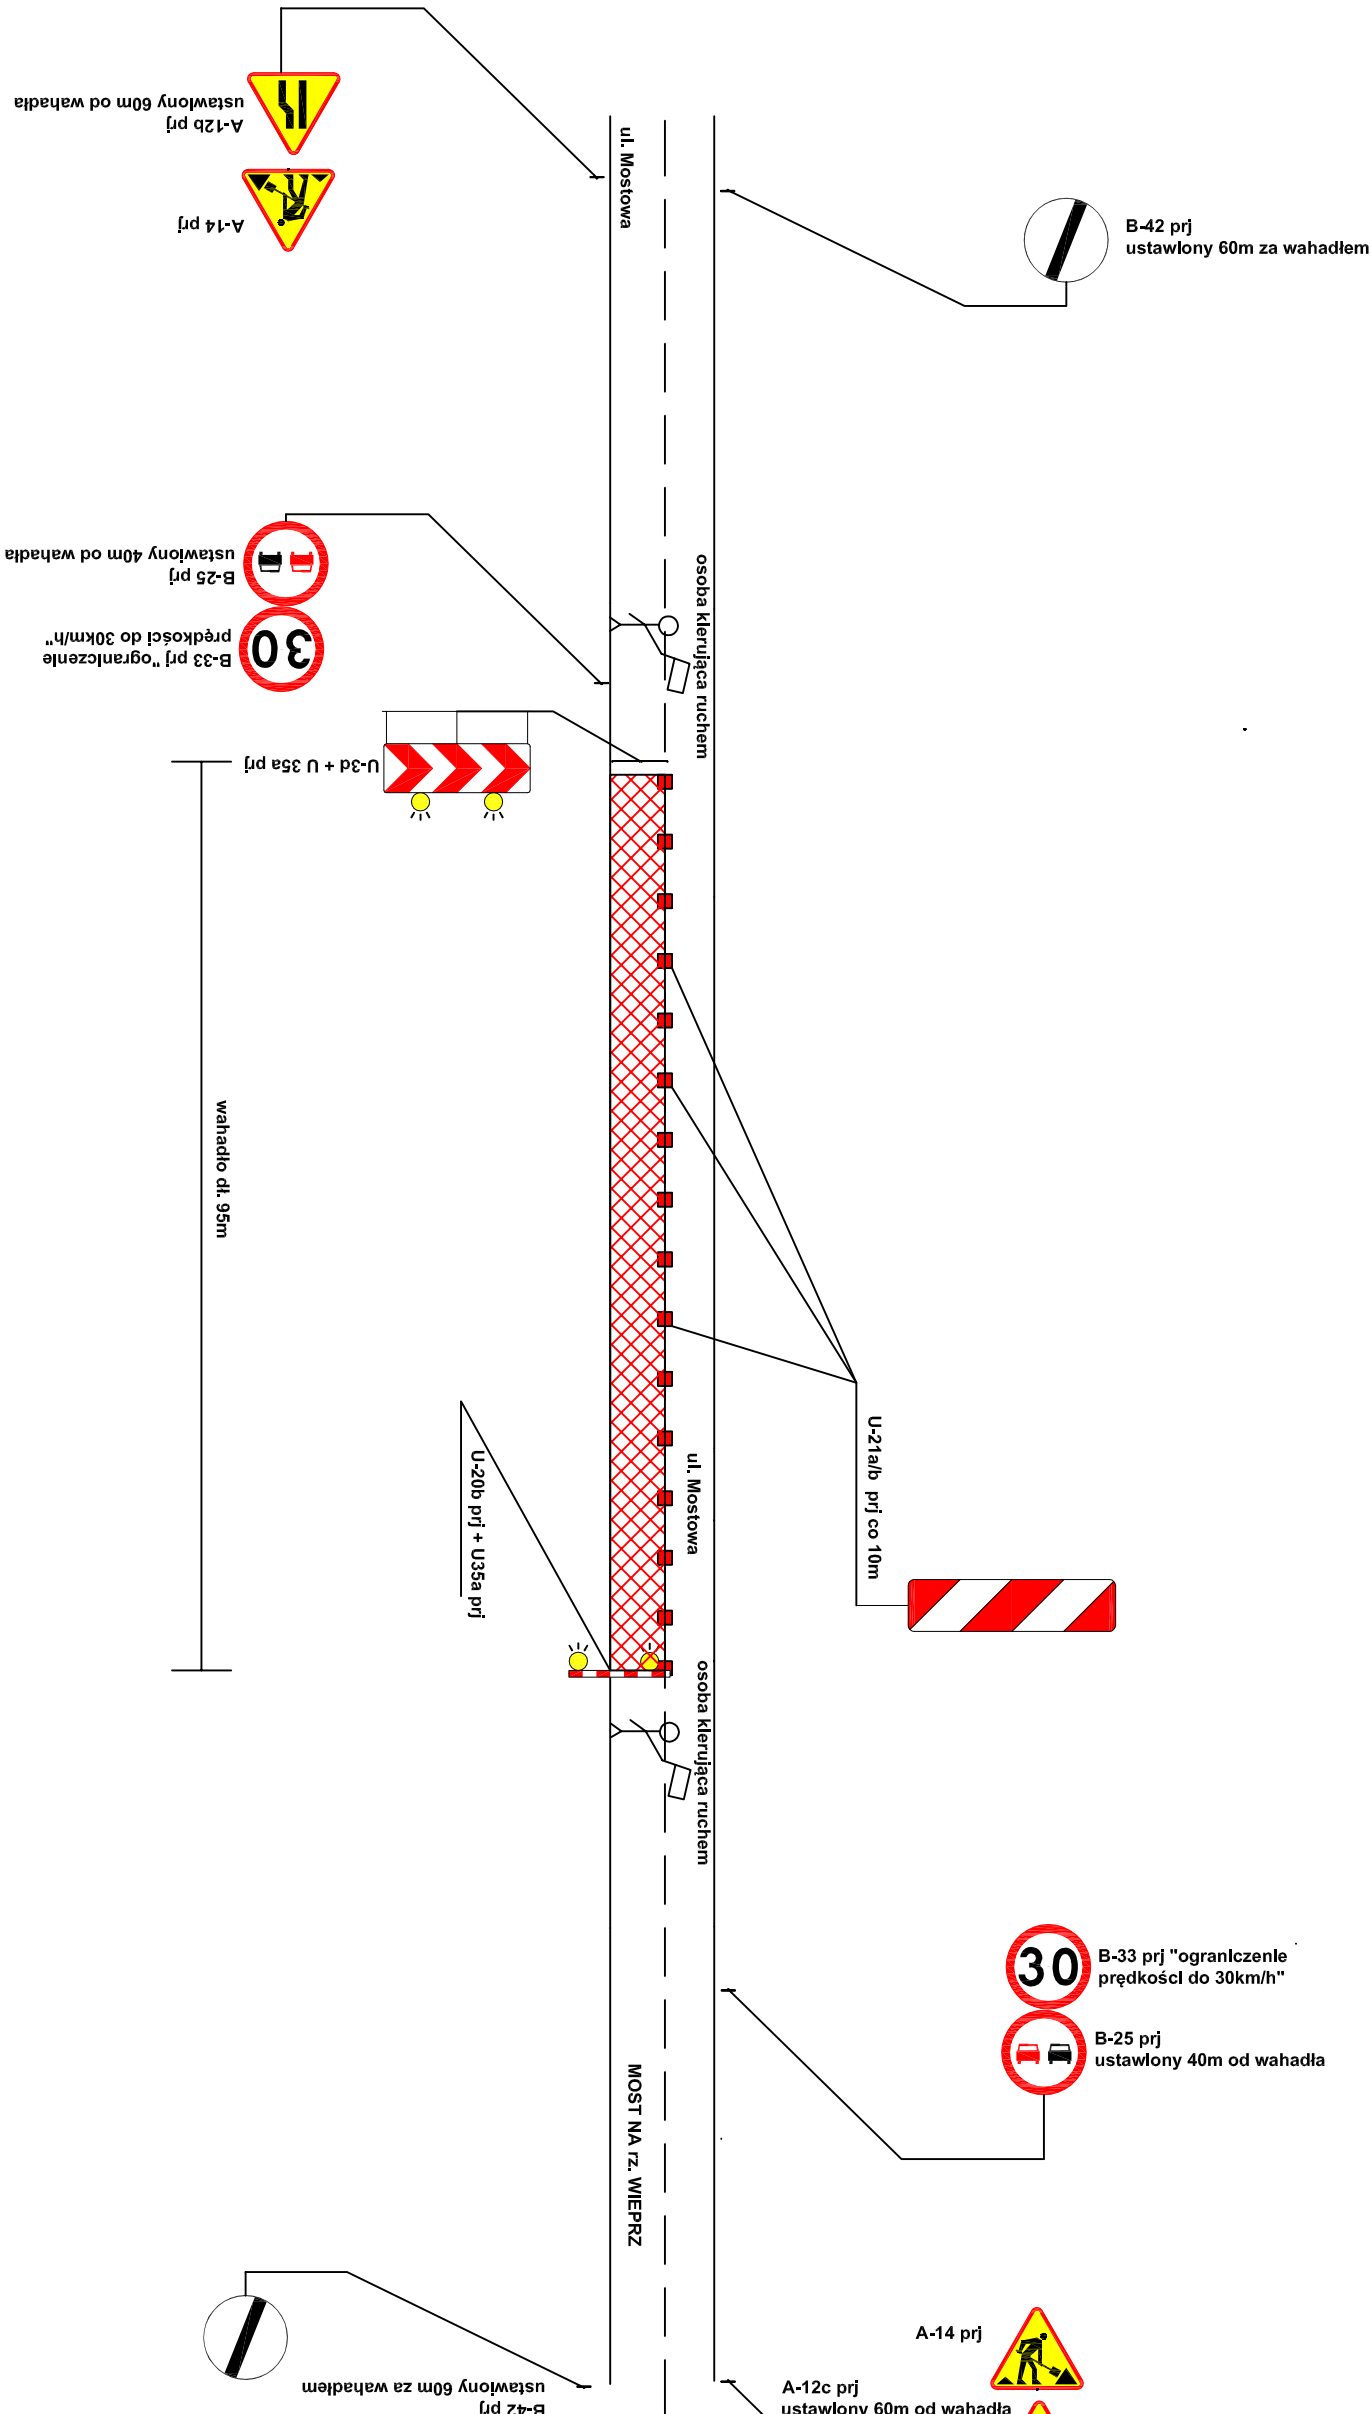 A-12b prj
ustawiony 60m od wahadła
A-14 prj
ul. Mostowa
B-42 prj
ustawiony 60m za wahadłem
B-25 prj
ustawiony 40m od wahadła
30
B-33 prj "ograniczenie
prędkości do 30km/h"
osoba kierująca ruchem
U-3d + U 35a prj
wahadło dł. 95m
U-21a/b prj co 10m
U-20b prj + U35a prj
ul. Mostowa
osoba kierująca ruchem
30
B-33 prj "ograniczenie
prędkości do 30km/h"
B-25 prj
ustawiony 40m od wahadła
MOST NA rz. WIEPRZ
B-42 prj
ustawiony 60m za wahadłem
A-14 prj
A-12c prj
ustawiony 60m od wahadła